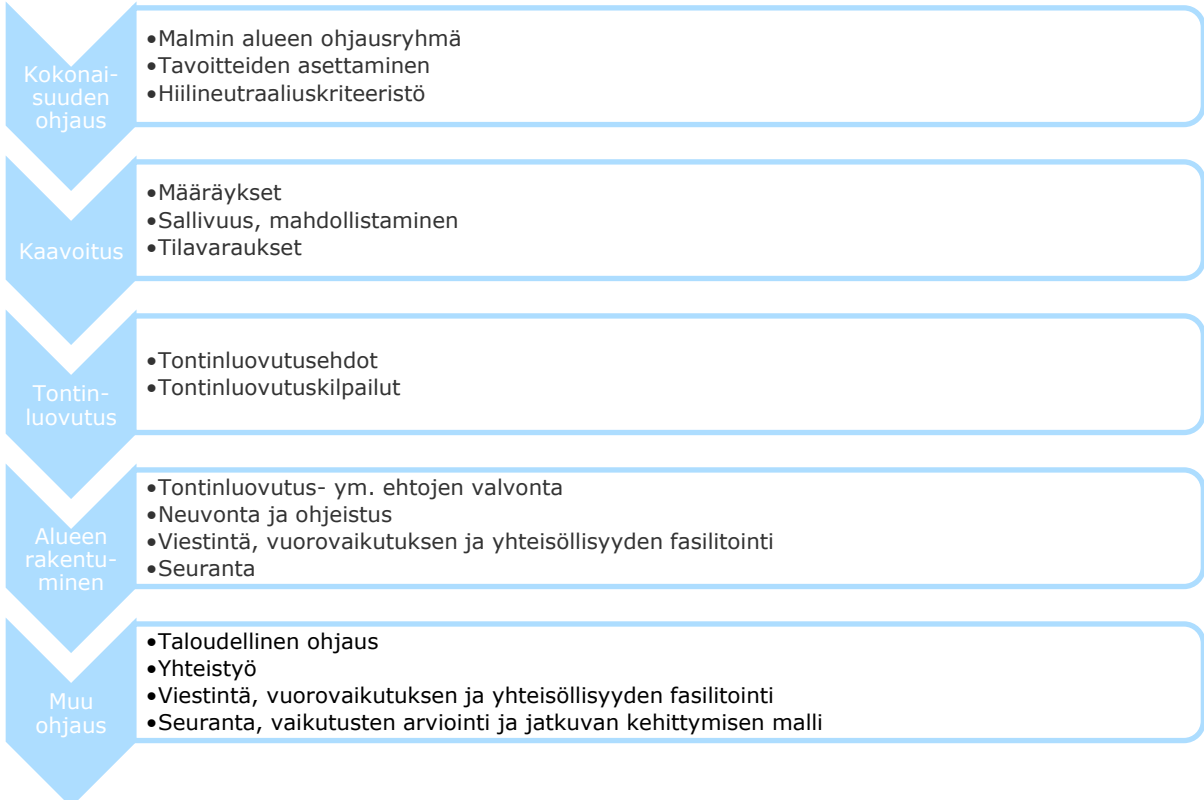 Kokonai-
suuden
ohjaus
•Malmin alueen ohjausryhmä
•Tavoitteiden asettaminen
•Hiilineutraaliuskriteeristö
Kaavoitus
•Määräykset
•Sallivuus, mahdollistaminen
•Tilavaraukset
Tontin-
luovutus
•Tontinluovutusehdot
•Tontinluovutuskilpailut
Alueen
rakentu-
minen
•Tontinluovutus- ym. ehtojen valvonta
•Neuvonta ja ohjeistus
•Viestintä, vuorovaikutuksen ja yhteisöllisyyden fasilitointi
•Seuranta
Muu
ohjaus
•Taloudellinen ohjaus
•Yhteistyö
•Viestintä, vuorovaikutuksen ja yhteisöllisyyden fasilitointi
•Seuranta, vaikutusten arviointi ja jatkuvan kehittymisen malli